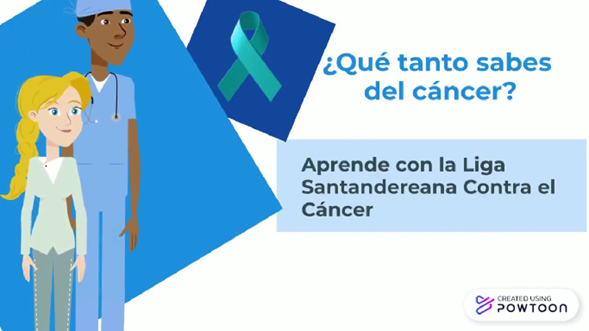 ¿Qué tanto sabes
del cáncer?
Aprende con la Liga
Santandereana Contra el
Cáncer
CREATED USING
POWTOON